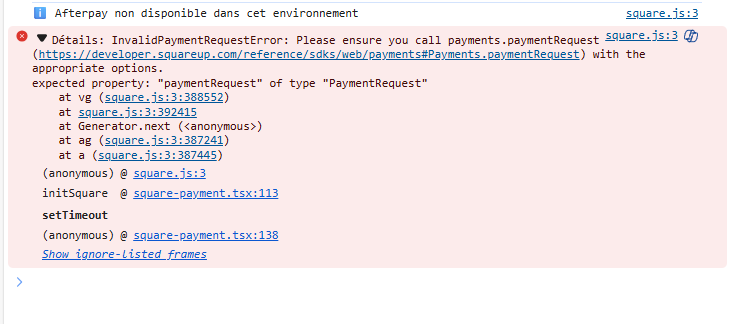 Afterpay non disponible dans cet environnement square.js:3
Détails: InvalidPaymentRequestError: Please ensure you call payments.paymentRequest square.js:3
(https://developer.squareup.com/reference/sdks/web/payments#Payments.paymentRequest) with the
appropriate options.
expected property: "paymentRequest" of type "PaymentRequest"
at vg (square.js:3:388552)
at square.js:3:392415
at Generator.next (<anonymous>)
at ag (square.js:3:387241)
at a (square.js:3:387445)
(anonymous) @ square.js:3
initSquare @ square-payment.tsx:113
setTimeout
(anonymous) @ square-payment.tsx:138
Show ignore-listed frames